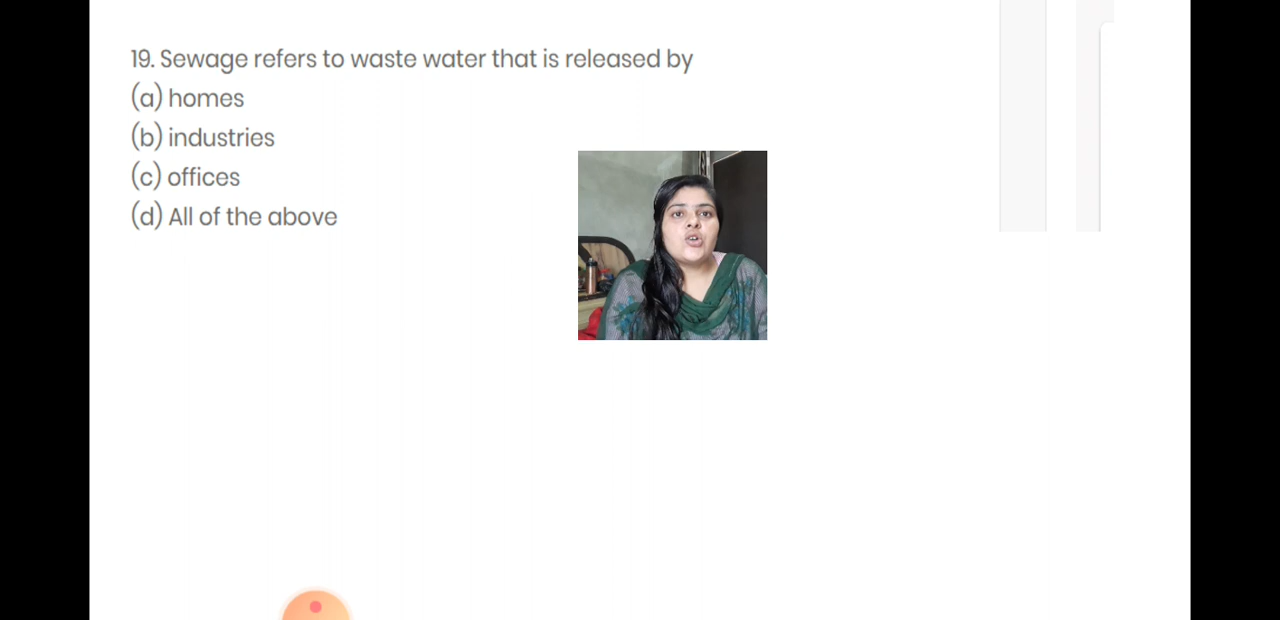 19. Sewage refers to waste water that is released by
(a) homes
(b) industries
(c) offices
(d) All of the above